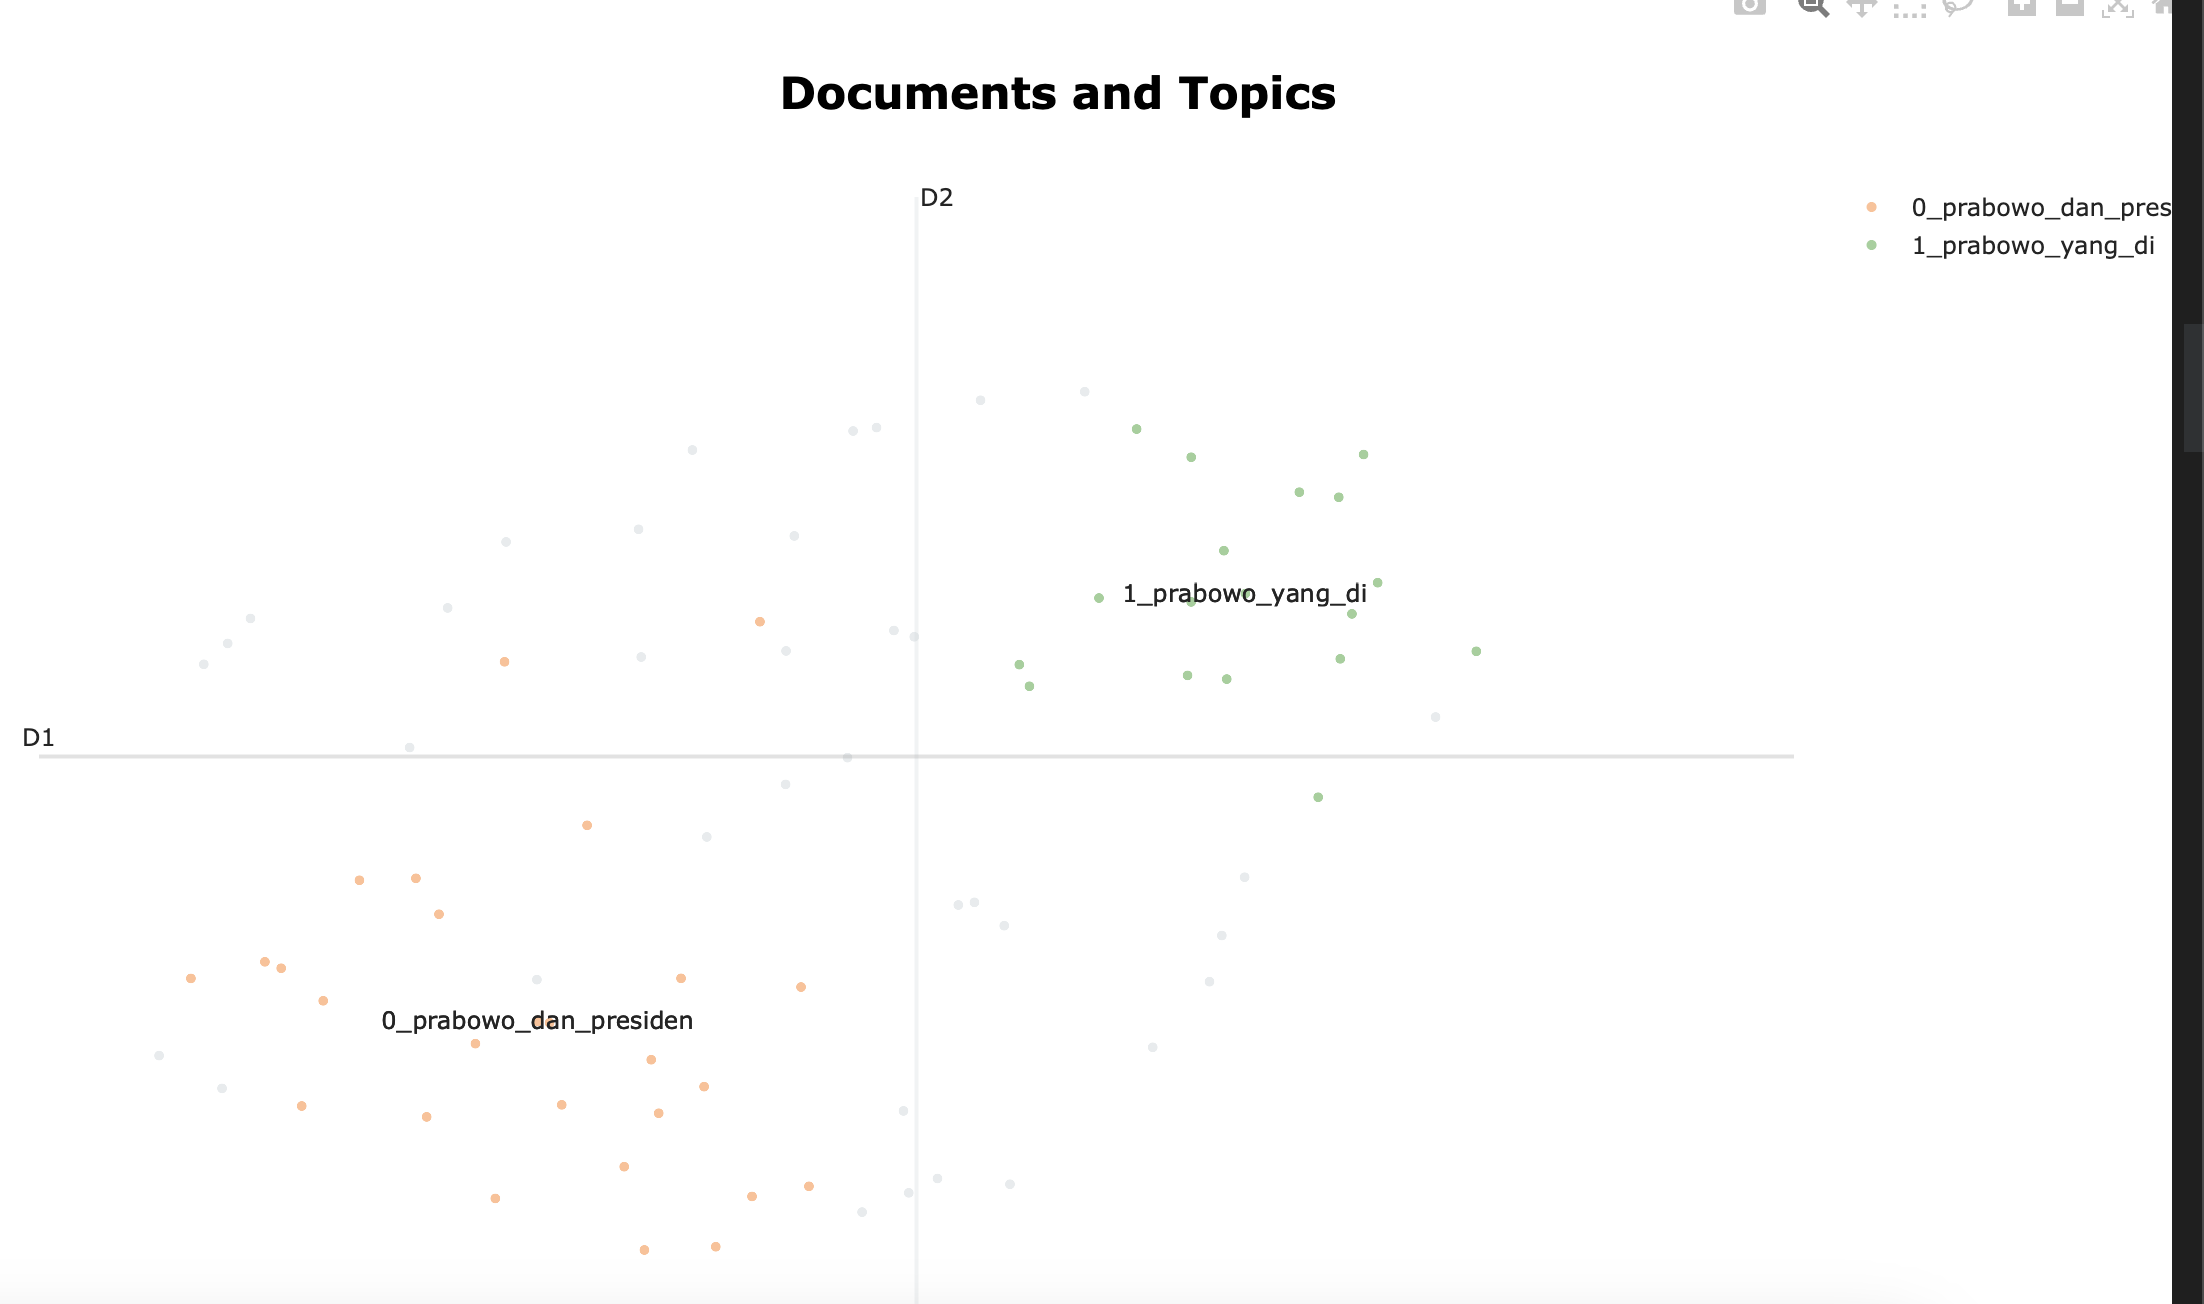 Documents and Topics
D2
0_prabowo_dan_pres
1_prabowo_yang_di
1_prabowo_yang_di
D1
0_prabowo_dan_presiden